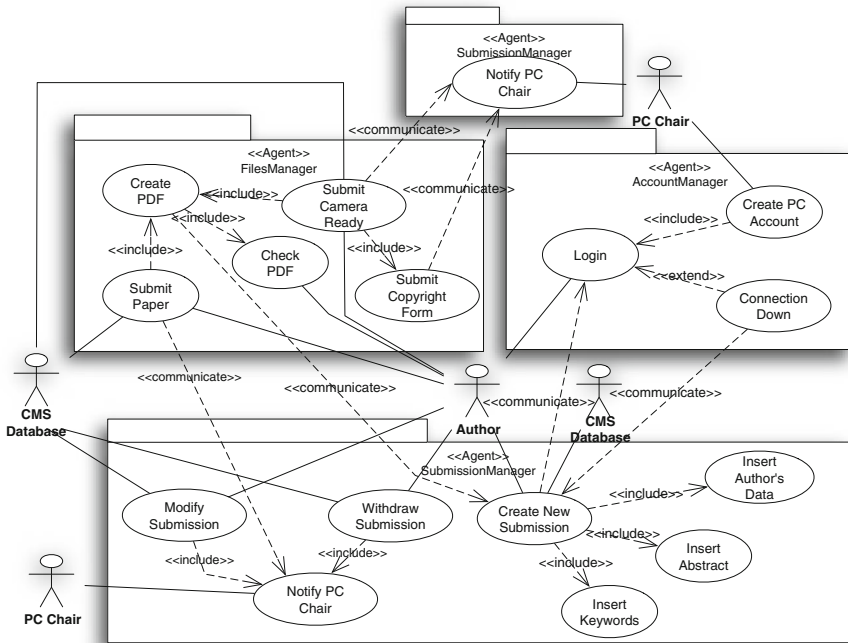 <<Agent>>
SubmissionManager
Notify PC
Chair
PC Chair
<<communicate>>
<<Agent>>
FilesManager
<<communicate>>
<<Agent>>
AccountManager
Create
PDF
<<include>>
Submit
Camera
Ready
Create PC
Account
<<include>>
<<include>>
<<include>>
<<include>>
Check
PDF
Login
Submit
Paper
Submit
Copyright
Form
<<extend>>
Connection
Down
<<communicate>>
<<communicate>>
<<communicate>>
<<communicate>>
CMS
Database
Author
CMS
Database
<<Agent>>
SubmissionManager
Insert
Author's
Data
Modify
Submission
Withdraw
Submission
Create New
Submission
<<include>>
<<include>>
<<include>>
<<include>>
<<include>>
Insert
Abstract
Notify PC
Chair
PC Chair
Insert
Keywords